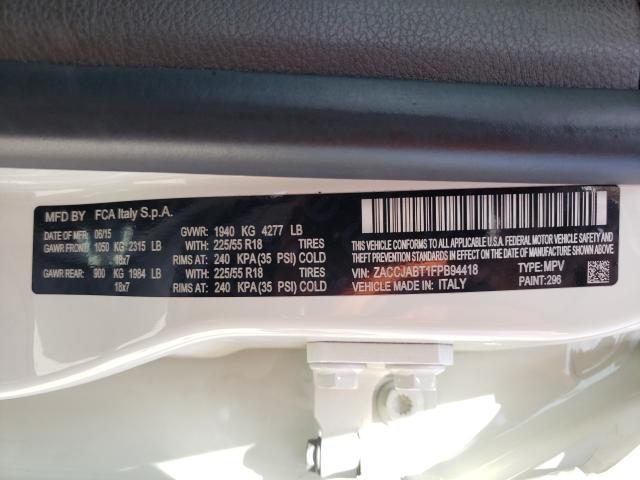 MFD BY FCA Italy S.p.A.
DATE OF MFR: 06/15 GVWR: 1940 KG 4277 LB
GAWR FRONT: 1050 KG 2315 LB WITH: 225/55 R18 TIRES
18x7 RIMS AT: 240 KPA (35 PSI) COLD
GAWR REAR: 900 KG 1984 LB WITH: 225/55 R18 TIRES
18x7 RIMS AT: 240 KPA (35 PSI) COLD
THIS VEHICLE CONFORMS TO ALL APPLICABLE U.S.A. FEDERAL MOTOR VEHICLE
SAFETY, BUMPER AND THEFT PREVENTION STANDARDS IN EFFECT ON THE DATE OF MANUFACTURE SHOWN ABOVE.
VIN: ZACCJABT1FPB94418 TYPE: MPV
VEHICLE MADE IN: ITALY PAINT: 296